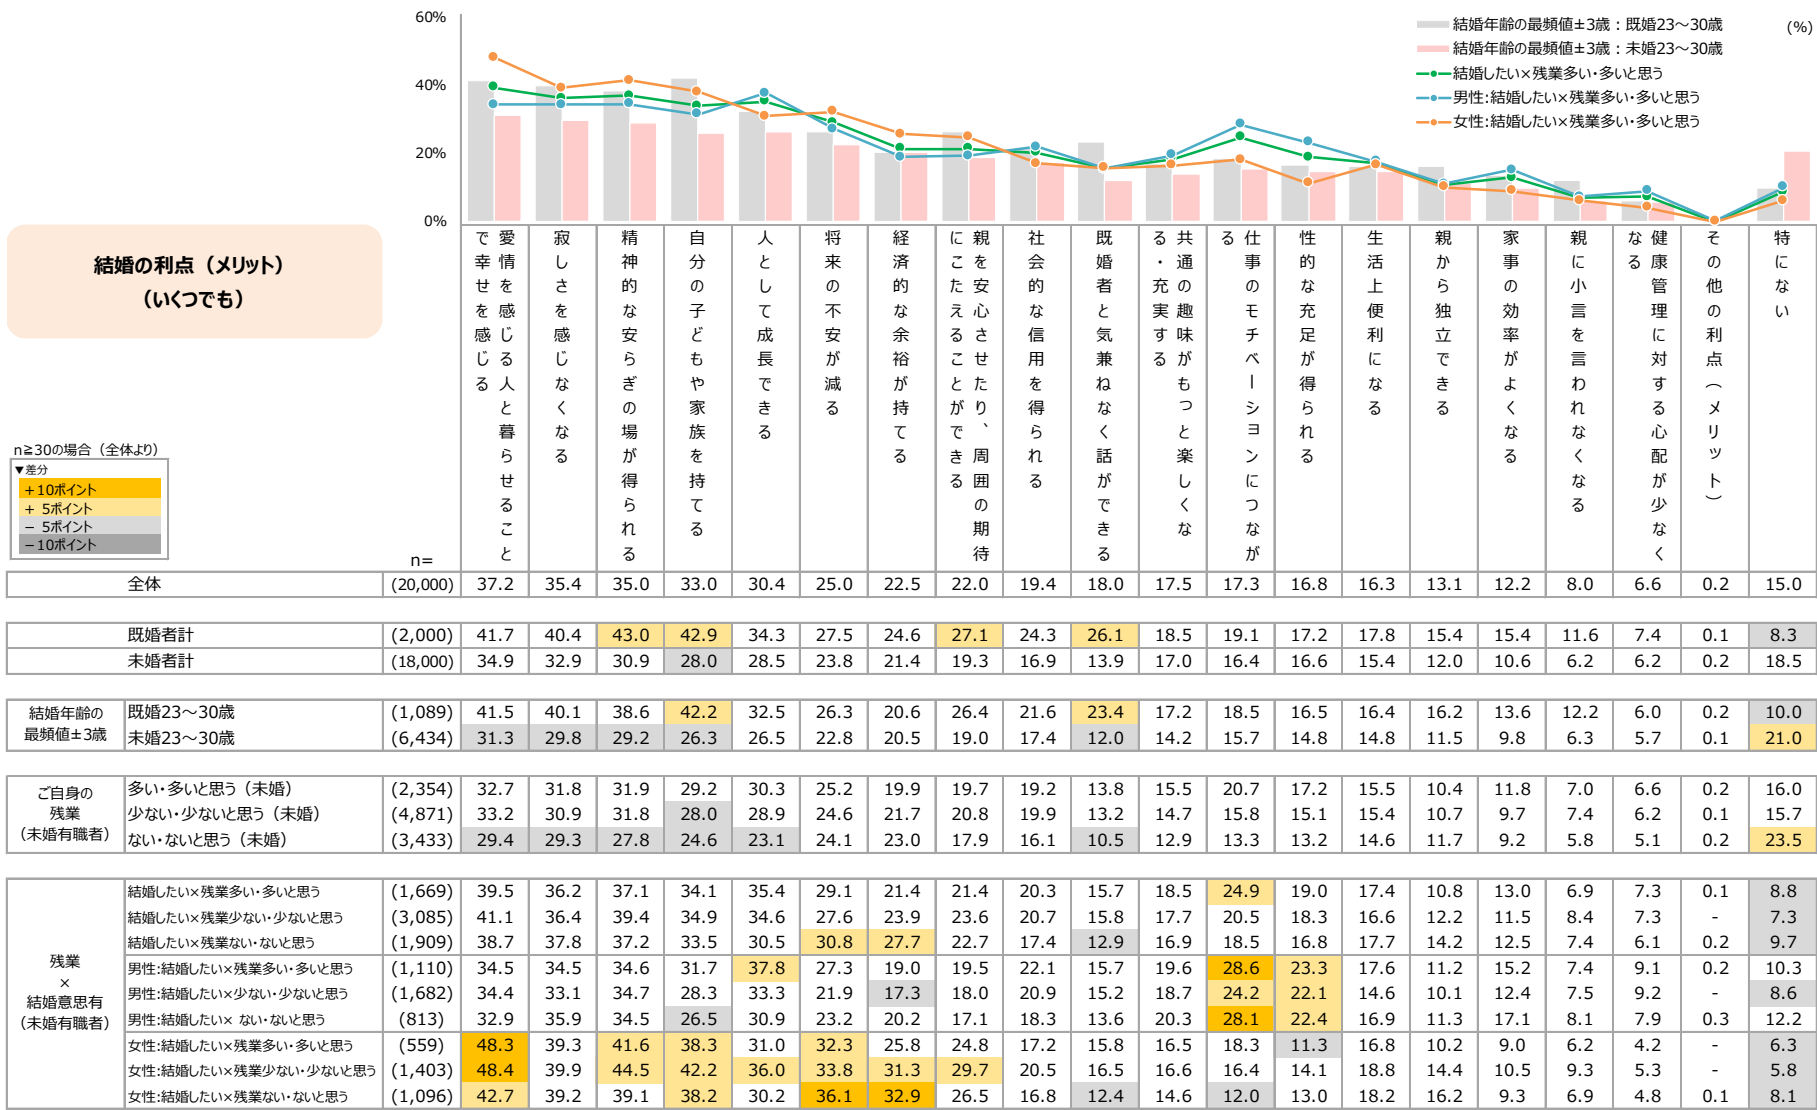 60%
40%
20%
0%
結婚年齢の最頻値±3歳：既婚23～30歳
(%)
結婚年齢の最頻値±3歳：未婚23～30歳
結婚したい×残業多い・多いと思う
男性:結婚したい×残業多い・多いと思う
女性:結婚したい×残業多い・多いと思う
結婚の利点（メリット）
（いくつでも）
愛情を感じる人と暮らせること
で幸せを感じる
寂しさを感じなくなる
精神的な安らぎの場が得られる
自分の子どもや家族を持てる
人として成長できる
将来の不安が減る
経済的な余裕が持てる
親を安心させたり、周囲の期待
にこたえることができる
社会的な信用を得られる
既婚者と気兼ねなく話ができる
共通の趣味がもっと楽しくな
る・充実する
仕事のモチベーションにつなが
る
性的な充足が得られる
生活上便利になる
親から独立できる
家事の効率がよくなる
親に小言を言われなくなる
健康管理に対する心配が少なく
なる
その他の利点（メリット）
特にない
n≧30の場合（全体より）
▼差分
＋10ポイント
＋ 5ポイント
－ 5ポイント
－10ポイント
n=
全体 (20,000) 37.2 35.4 35.0 33.0 30.4 25.0 22.5 22.0 19.4 18.0 17.5 17.3 16.8 16.3 13.1 12.2 8.0 6.6 0.2 15.0
既婚者計 (2,000) 41.7 40.4 43.0 42.9 34.3 27.5 24.6 27.1 24.3 26.1 18.5 19.1 17.2 17.8 15.4 15.4 11.6 7.4 0.1 8.3
未婚者計 (18,000) 34.9 32.9 30.9 28.0 28.5 23.8 21.4 19.3 16.9 13.9 17.0 16.4 16.6 15.4 12.0 10.6 6.2 6.2 0.2 18.5
結婚年齢の
最頻値±3歳
既婚23～30歳 (1,089) 41.5 40.1 38.6 42.2 32.5 26.3 20.6 26.4 21.6 23.4 17.2 18.5 16.5 16.4 16.2 13.6 12.2 6.0 0.2 10.0
未婚23～30歳 (6,434) 31.3 29.8 29.2 26.3 26.5 22.8 20.5 19.0 17.4 12.0 14.2 15.7 14.8 14.8 11.5 9.8 6.3 5.7 0.1 21.0
ご自身の
残業
（未婚有職者）
多い・多いと思う（未婚） (2,354) 32.7 31.8 31.9 29.2 30.3 25.2 19.9 19.7 19.2 13.8 15.5 20.7 17.2 15.5 10.4 11.8 7.0 6.6 0.2 16.0
少ない・少ないと思う（未婚） (4,871) 33.2 30.9 31.8 28.0 28.9 24.6 21.7 20.8 19.9 13.2 14.7 15.8 15.1 15.4 10.7 9.7 7.4 6.2 0.1 15.7
ない・ないと思う（未婚） (3,433) 29.4 29.3 27.8 24.6 23.1 24.1 23.0 17.9 16.1 10.5 12.9 13.3 13.2 14.6 11.7 9.2 5.8 5.1 0.2 23.5
残業
×
結婚意思有
（未婚有職者）
結婚したい×残業多い・多いと思う (1,669) 39.5 36.2 37.1 34.1 35.4 29.1 21.4 21.4 20.3 15.7 18.5 24.9 19.0 17.4 10.8 13.0 6.9 7.3 0.1 8.8
結婚したい×残業少ない・少ないと思う (3,085) 41.1 36.4 39.4 34.9 34.6 27.6 23.9 23.6 20.7 15.8 17.7 20.5 18.3 16.6 12.2 11.5 8.4 7.3 - 7.3
結婚したい×残業ない・ないと思う (1,909) 38.7 37.8 37.2 33.5 30.5 30.8 27.7 22.7 17.4 12.9 16.9 18.5 16.8 17.7 14.2 12.5 7.4 6.1 0.2 9.7
男性:結婚したい×残業多い・多いと思う (1,110) 34.5 34.5 34.6 31.7 37.8 27.3 19.0 19.5 22.1 15.7 19.6 28.6 23.3 17.6 11.2 15.2 7.4 9.1 0.2 10.3
男性:結婚したい×少ない・少ないと思う (1,682) 34.4 33.1 34.7 28.3 33.3 21.9 17.3 18.0 20.9 15.2 18.7 24.2 22.1 14.6 10.1 12.4 7.5 9.2 - 8.6
男性:結婚したい× ない・ないと思う (813) 32.9 35.9 34.5 26.5 30.9 23.2 20.2 17.1 18.3 13.6 20.3 28.1 22.4 16.9 11.3 17.1 8.1 7.9 0.3 12.2
女性:結婚したい×残業多い・多いと思う (559) 48.3 39.3 41.6 38.3 31.0 32.3 25.8 24.8 17.2 15.8 16.5 18.3 11.3 16.8 10.2 9.0 6.2 4.2 - 6.3
女性:結婚したい×残業少ない・少ないと思う (1,403) 48.4 39.9 44.5 42.2 36.0 33.8 31.3 29.7 20.5 16.5 16.6 16.4 14.1 18.8 14.4 10.5 9.3 5.3 - 5.8
女性:結婚したい×残業ない・ないと思う (1,096) 42.7 39.2 39.1 38.2 30.2 36.1 32.9 26.5 16.8 12.4 14.6 12.0 13.0 18.2 16.2 9.3 6.9 4.8 0.1 8.1